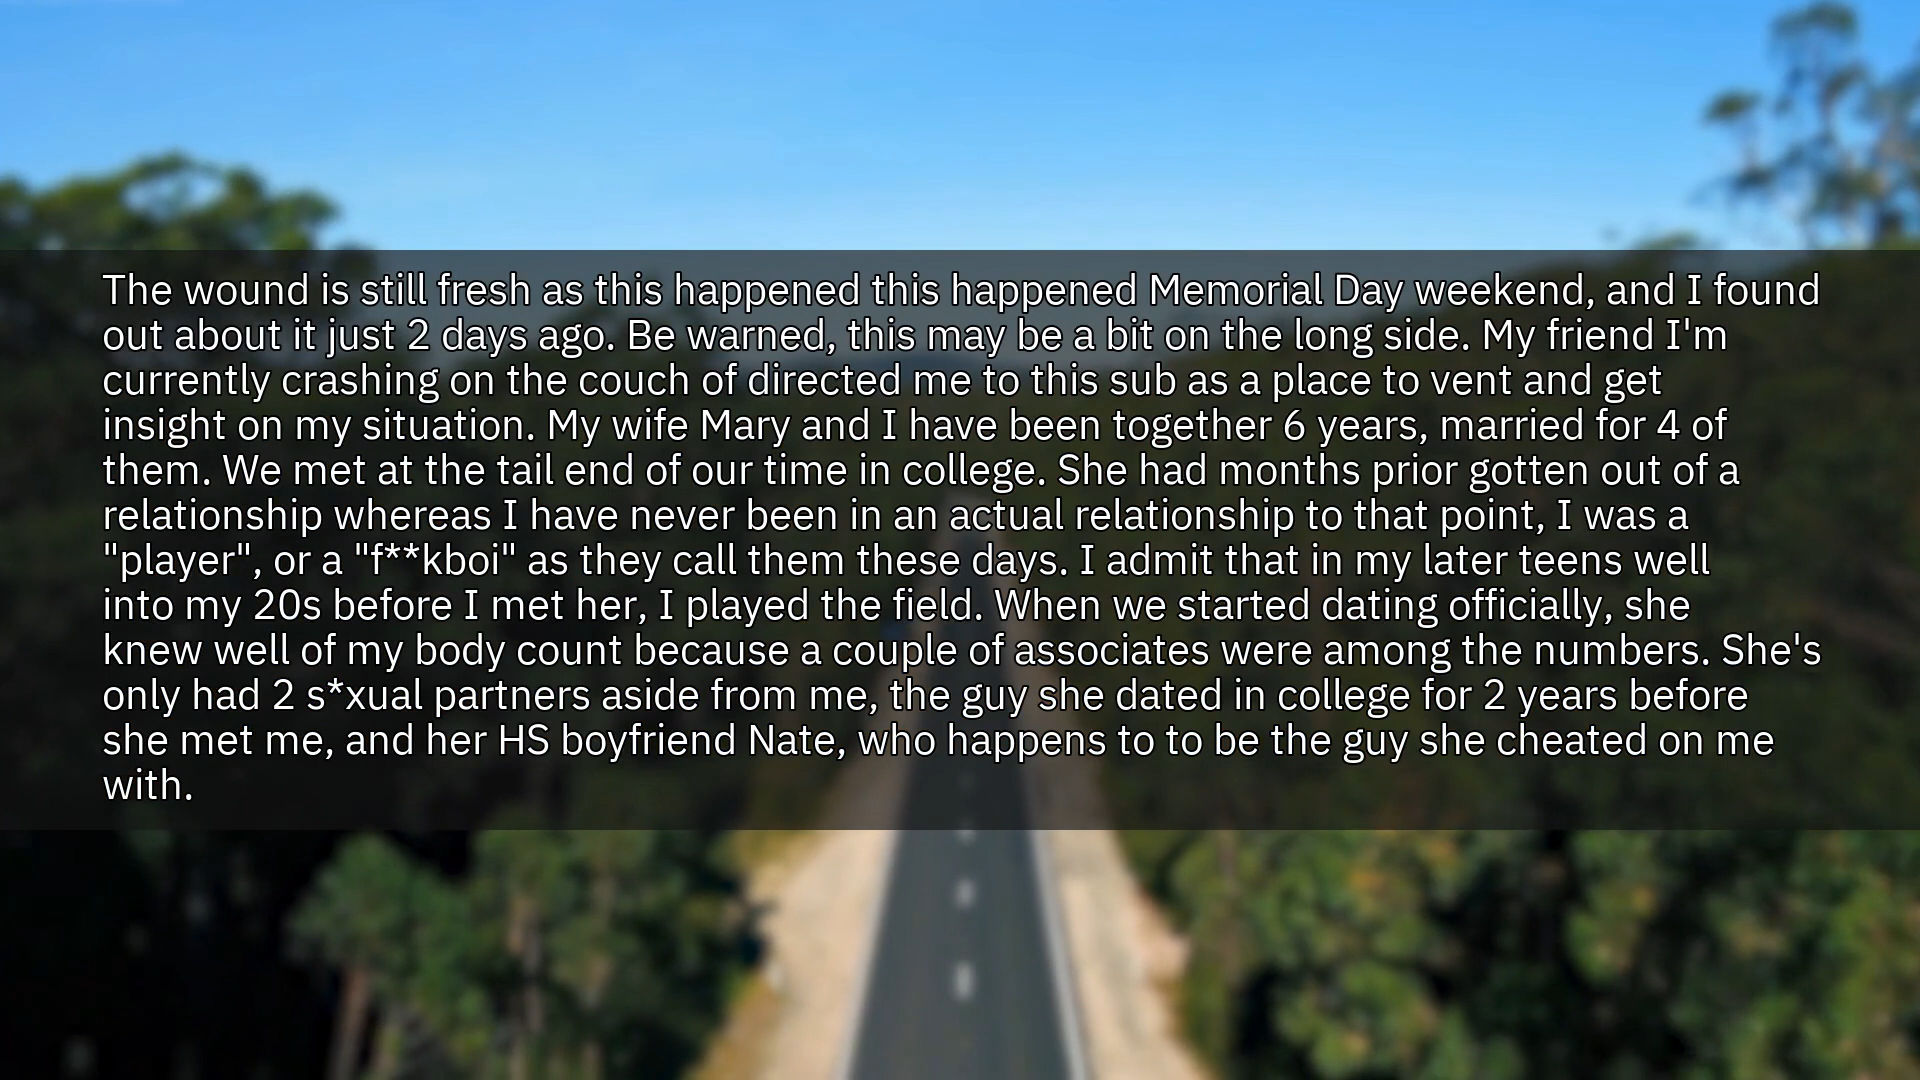 The wound is still fresh as this happened this happened Memorial Day weekend, and I found
out about it just 2 days ago. Be warned, this may be a bit on the long side. My friend I'm
currently crashing on the couch of directed me to this sub as a place to vent and get
insight on my situation. My wife Mary and I have been together 6 years, married for 4 of
them. We met at the tail end of our time in college. She had months prior gotten out of a
relationship whereas I have never been in an actual relationship to that point, I was a
"player", or a "f**kboi" as they call them these days. I admit that in my later teens well
into my 20s before I met her, I played the field. When we started dating officially, she
knew well of my body count because a couple of associates were among the numbers. She's
only had 2 s*xual partners aside from me, the guy she dated in college for 2 years before
she met me, and her HS boyfriend Nate, who happens to to be the guy she cheated on me
with.